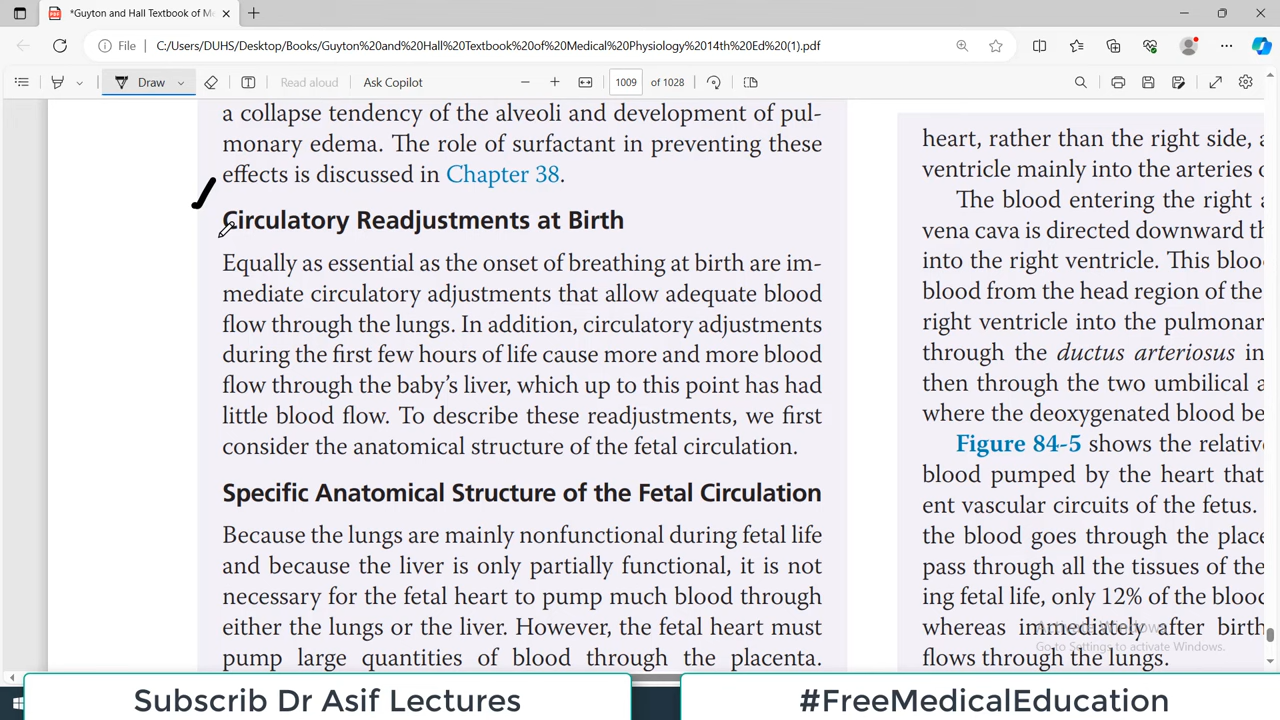 *Guyton and Hall Textbook of Me
File
C:/Users/DUHS/Desktop/Books/Guyton%20and%20Hall%20Textbook%20of%20Medical%20Physiology%2014th%20Ed%20(1).pdf
Draw
Read aloud
Ask Copilot
1009 of 1028
a collapse tendency of the alveoli and development of pul-
monary edema. The role of surfactant in preventing these
effects is discussed in Chapter 38.
Circulatory Readjustments at Birth
Equally as essential as the onset of breathing at birth are im-
mediate circulatory adjustments that allow adequate blood
flow through the lungs. In addition, circulatory adjustments
during the first few hours of life cause more and more blood
flow through the baby's liver, which up to this point has had
little blood flow. To describe these readjustments, we first
consider the anatomical structure of the fetal circulation.
Specific Anatomical Structure of the Fetal Circulation
Because the lungs are mainly nonfunctional during fetal life
and because the liver is only partially functional, it is not
necessary for the fetal heart to pump much blood through
either the lungs or the liver. However, the fetal heart must
pump large quantities of blood through the placenta.
heart, rather than the right side, a
ventricle mainly into the arteries o
The blood entering the right a
vena cava is directed downward th
into the right ventricle. This blood
blood from the head region of the
right ventricle into the pulmonar
through the ductus arteriosus in
then through the two umbilical a
where the deoxygenated blood be
Figure 84-5 shows the relative
blood pumped by the heart that
ent vascular circuits of the fetus.
the blood goes through the place
pass through all the tissues of the
ing fetal life, only 12% of the blood
whereas immediately after birth
flows through the lungs.
Activate Windows
Go to Settings to activate Windows.
Subscrib Dr Asif Lectures
#FreeMedicalEducation